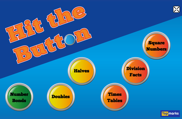 Hit the
Button
Square
Numbers
Halves
Division
Facts
Number
Bonds
Doubles
Times
Tables